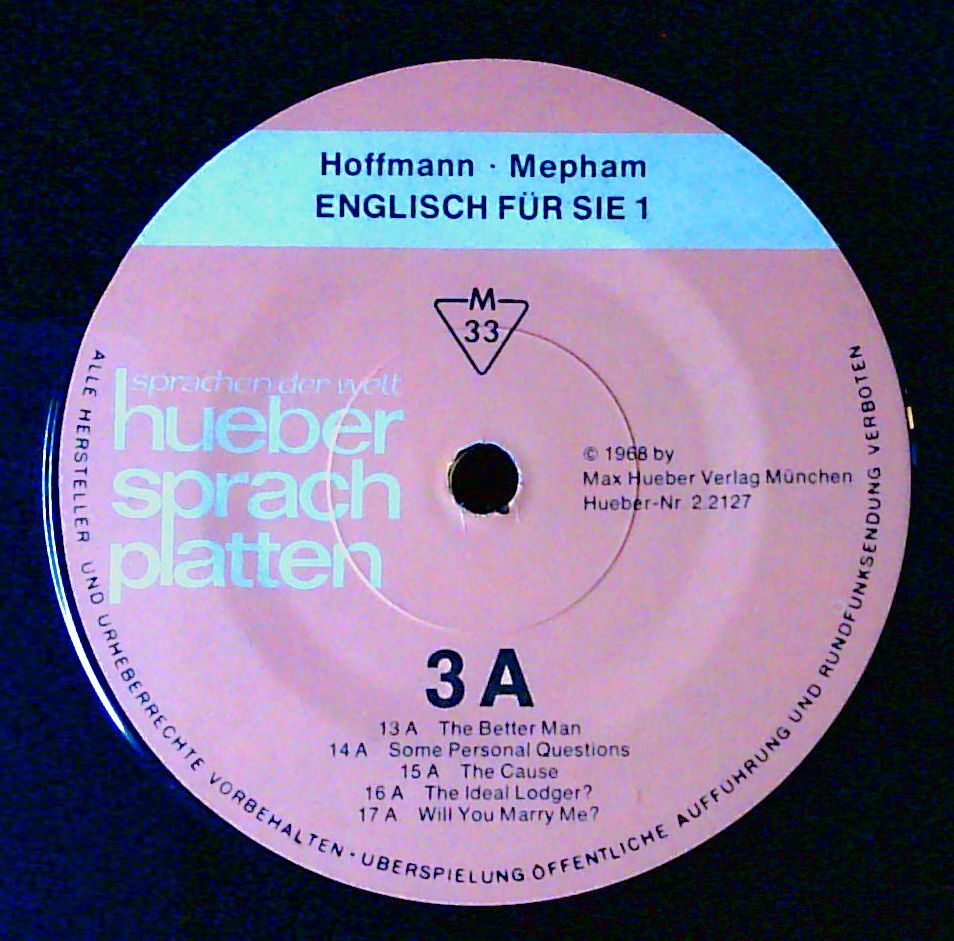 Hoffmann · Mepham
ENGLISCH FÜR SIE 1
M
33
sprachen der welt
hueber
sprach
platten
© 1968 by
Max Hueber Verlag München
Hueber-Nr. 2.2127
3 A
13 A The Better Man
14 A Some Personal Questions
15 A The Cause
16 A The Ideal Lodger?
17 A Will You Marry Me?
ALLE HERSTELLER UND URHEBERRECHTE VORBEHALTEN · ÜBERSPIELUNG ÖFFENTLICHE AUFFÜHRUNG UND RUNDFUNKSENDUNG VERBOTEN